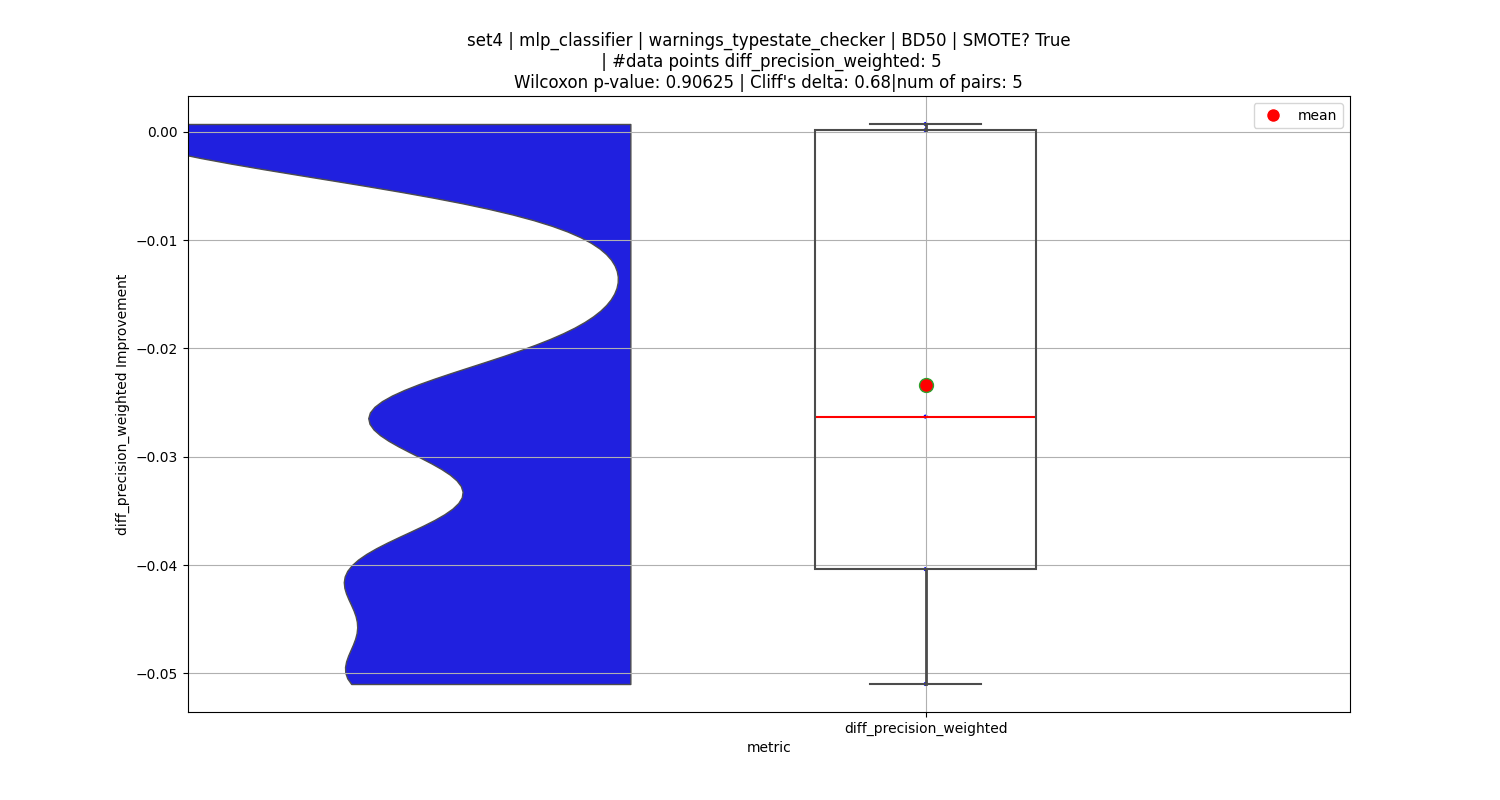 set4 | mlp_classifier | warnings_typestate_checker | BD50 | SMOTE? True
| #data points diff_precision_weighted: 5
Wilcoxon p-value: 0.90625 | Cliff's delta: 0.68|num of pairs: 5
mean
0.00
−0.01
−0.02
−0.03
−0.04
−0.05
diff_precision_weighted Improvement
diff_precision_weighted
metric